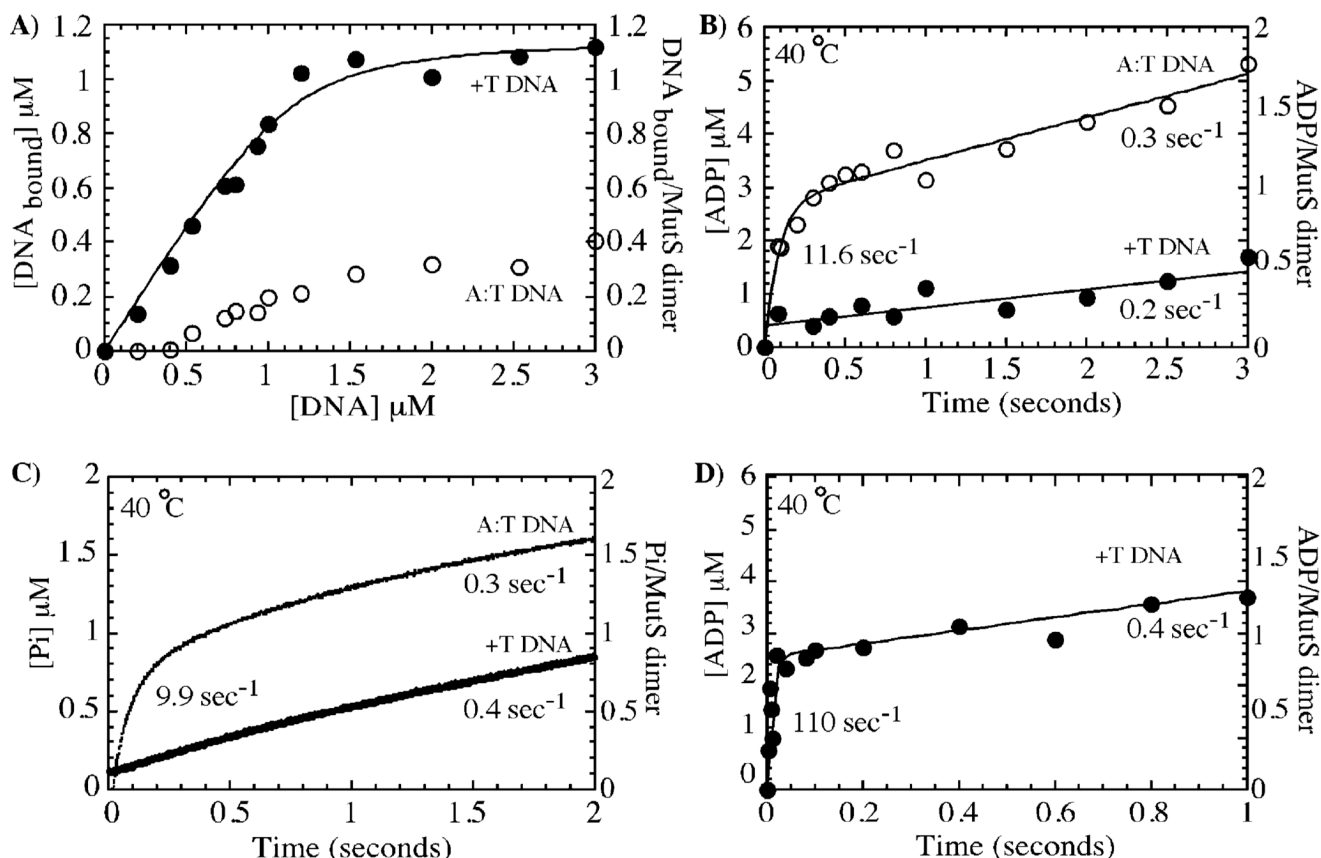 A)
1.2
1
0.8
0.6
0.4
0.2
0
[DNA bound] µM
+T DNA
A:T DNA
1.2
1
0.8
0.6
0.4
0.2
0
DNA bound/MutS dimer
0 0.5 1 1.5 2 2.5 3
[DNA] µM
B)
40 °C
6
5
4
3
2
1
0
[ADP] µM
A:T DNA
0.3 sec-1
11.6 sec-1
+T DNA
0.2 sec-1
2
1.5
1
0.5
0
ADP/MutS dimer
0 0.5 1 1.5 2 2.5 3
Time (seconds)
C)
40 °C
2
1.5
1
0.5
0
[Pi] µM
A:T DNA
0.3 sec-1
+T DNA
9.9 sec-1
0.4 sec-1
2
1.5
1
0.5
0
Pi/MutS dimer
0 0.5 1 1.5 2
Time (seconds)
D)
40 °C
6
5
4
3
2
1
0
[ADP] µM
+T DNA
0.4 sec-1
110 sec-1
2
1.5
1
0.5
0
ADP/MutS dimer
0 0.2 0.4 0.6 0.8 1
Time (seconds)